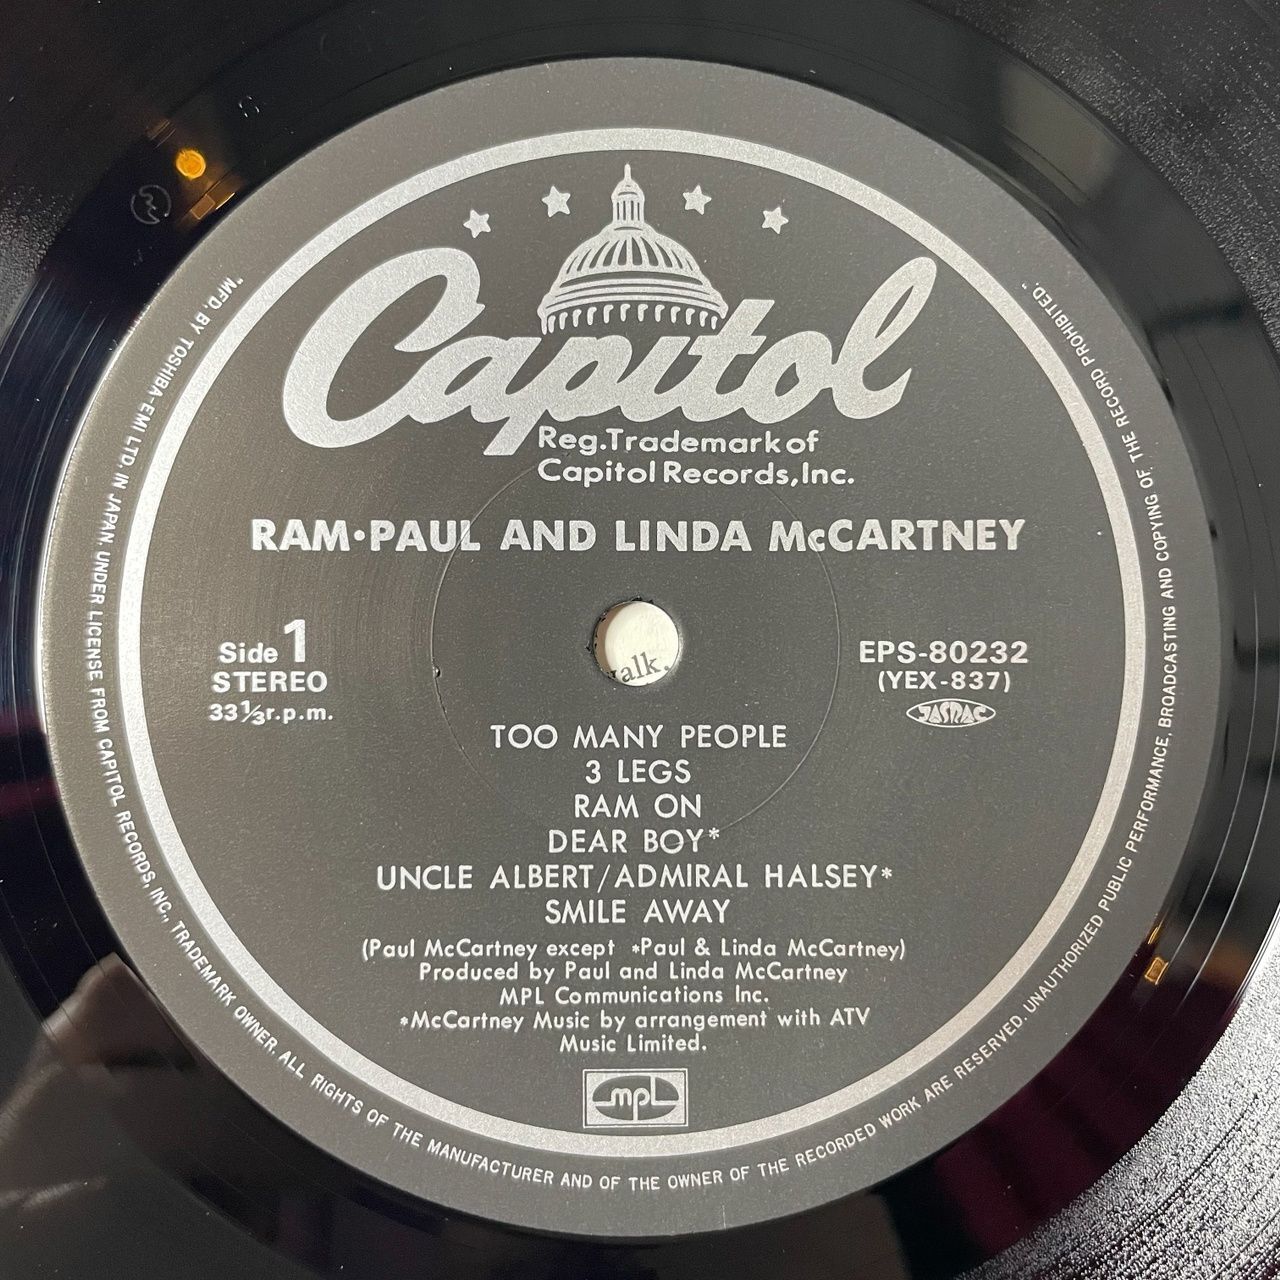 Capitol
Reg.Trademark of
Capitol Records,Inc.
RAM•PAUL AND LINDA McCARTNEY
Side 1
STEREO
33⅓r.p.m.
EPS-80232
(YEX-837)
JASRAC
alk.
TOO MANY PEOPLE
3 LEGS
RAM ON
DEAR BOY*
UNCLE ALBERT/ADMIRAL HALSEY*
SMILE AWAY
(Paul McCartney except *Paul & Linda McCartney)
Produced by Paul and Linda McCartney
MPL Communications Inc.
*McCartney Music by arrangement with ATV
Music Limited.
mpl
"MFD. BY TOSHIBA-EMI LTD. IN JAPAN. UNDER LICENSE FROM CAPITOL RECORDS, INC., TRADEMARK OWNER. ALL RIGHTS OF THE MANUFACTURER AND OF THE OWNER OF THE RECORDED WORK ARE RESERVED. UNAUTHORIZED PUBLIC PERFORMANCE, BROADCASTING AND COPYING OF THE RECORD PROHIBITED."